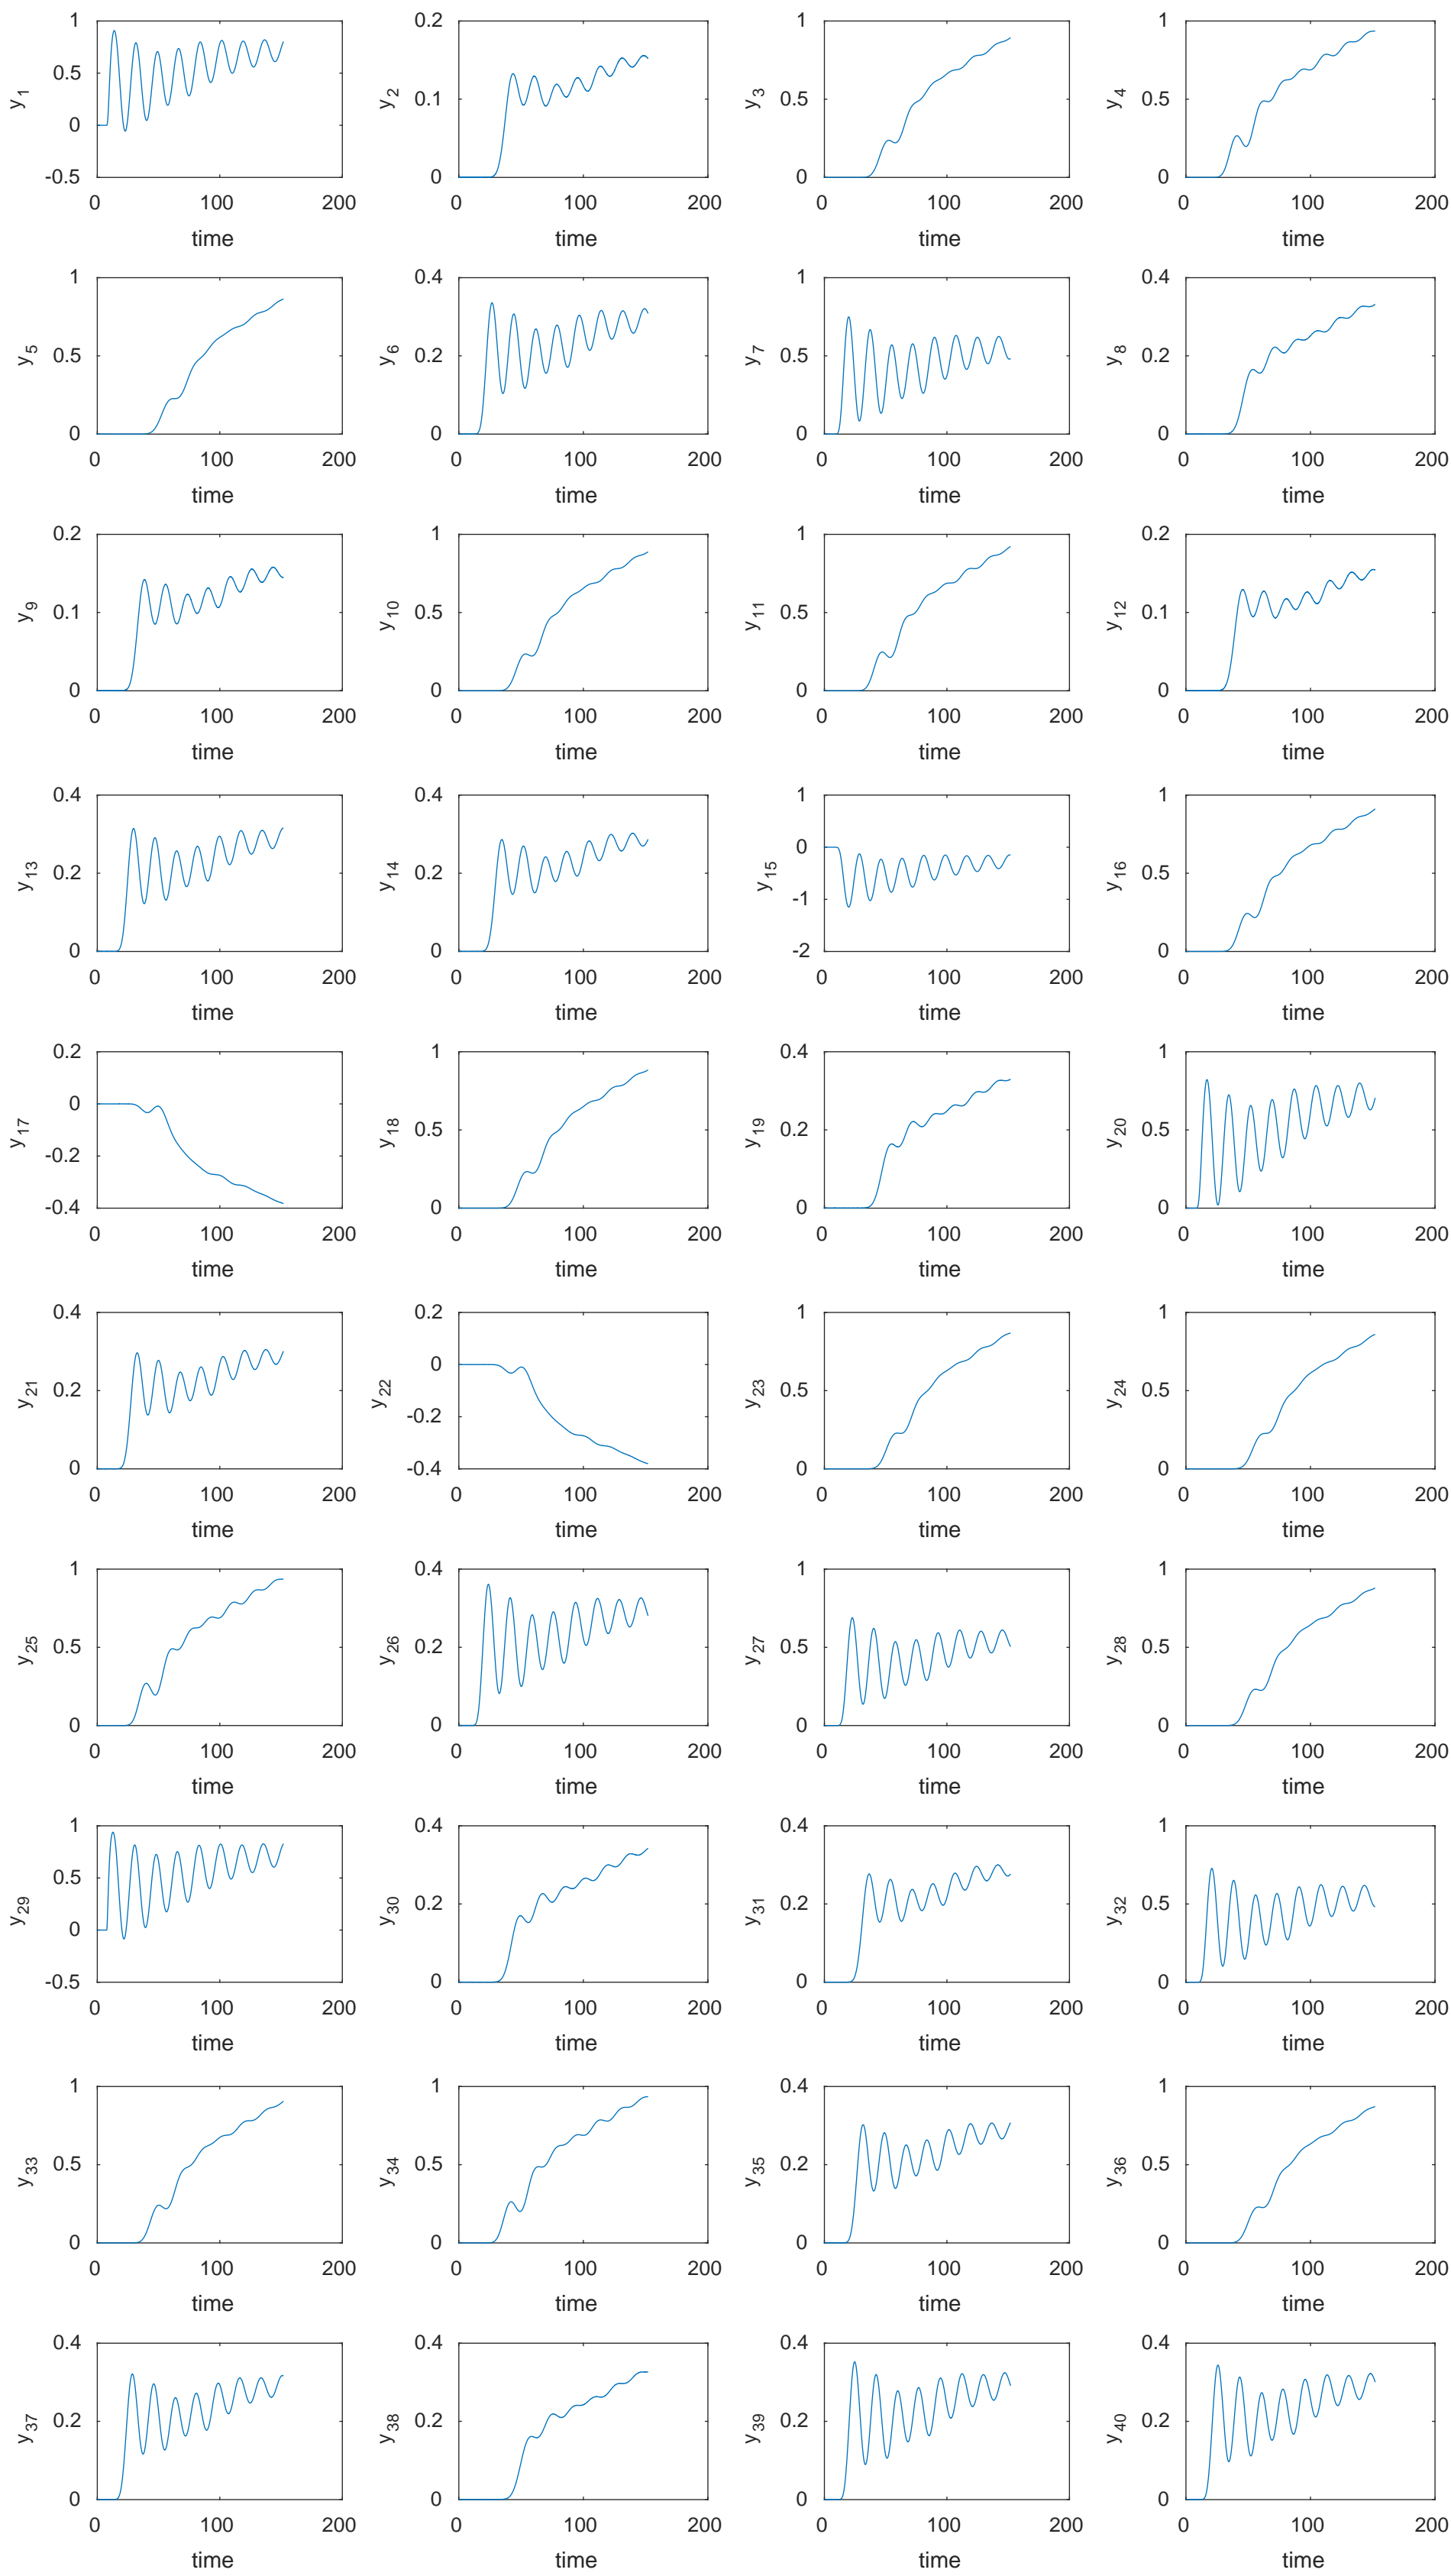 1 0.2 1 1
0.5
y1 y2 0.1 y3 0.5 y4 0.5
0
-0.5 0 0 0
0 100 200 0 100 200 0 100 200 0 100 200
time time time time
1 0.4 1 0.4
y5 0.5 y6 0.2 y7 0.5 y8 0.2
0 0 0 0
0 100 200 0 100 200 0 100 200 0 100 200
time time time time
0.2 1 1 0.2
y9 0.1 y10 0.5 y11 0.5 y12 0.1
0 0 0 0
0 100 200 0 100 200 0 100 200 0 100 200
time time time time
0.4 0.4 1 1
0
y13 0.2 y14 0.2 y15 y16 0.5
-1
0 0 -2 0
0 100 200 0 100 200 0 100 200 0 100 200
time time time time
0.2 1 0.4 1
0
y17 y18 0.5 y19 0.2 y20 0.5
-0.2
-0.4 0 0 0
0 100 200 0 100 200 0 100 200 0 100 200
time time time time
0.4 0.2 1 1
0
y21 0.2 y22 y23 0.5 y24 0.5
-0.2
0 -0.4 0 0
0 100 200 0 100 200 0 100 200 0 100 200
time time time time
1 0.4 1 1
y25 0.5 y26 0.2 y27 0.5 y28 0.5
0 0 0 0
0 100 200 0 100 200 0 100 200 0 100 200
time time time time
1 0.4 0.4 1
0.5
y29 y30 0.2 y31 0.2 y32 0.5
0
-0.5 0 0 0
0 100 200 0 100 200 0 100 200 0 100 200
time time time time
1 1 0.4 1
y33 0.5 y34 0.5 y35 0.2 y36 0.5
0 0 0 0
0 100 200 0 100 200 0 100 200 0 100 200
time time time time
0.4 0.4 0.4 0.4
y37 0.2 y38 0.2 y39 0.2 y40 0.2
0 0 0 0
0 100 200 0 100 200 0 100 200 0 100 200
time time time time